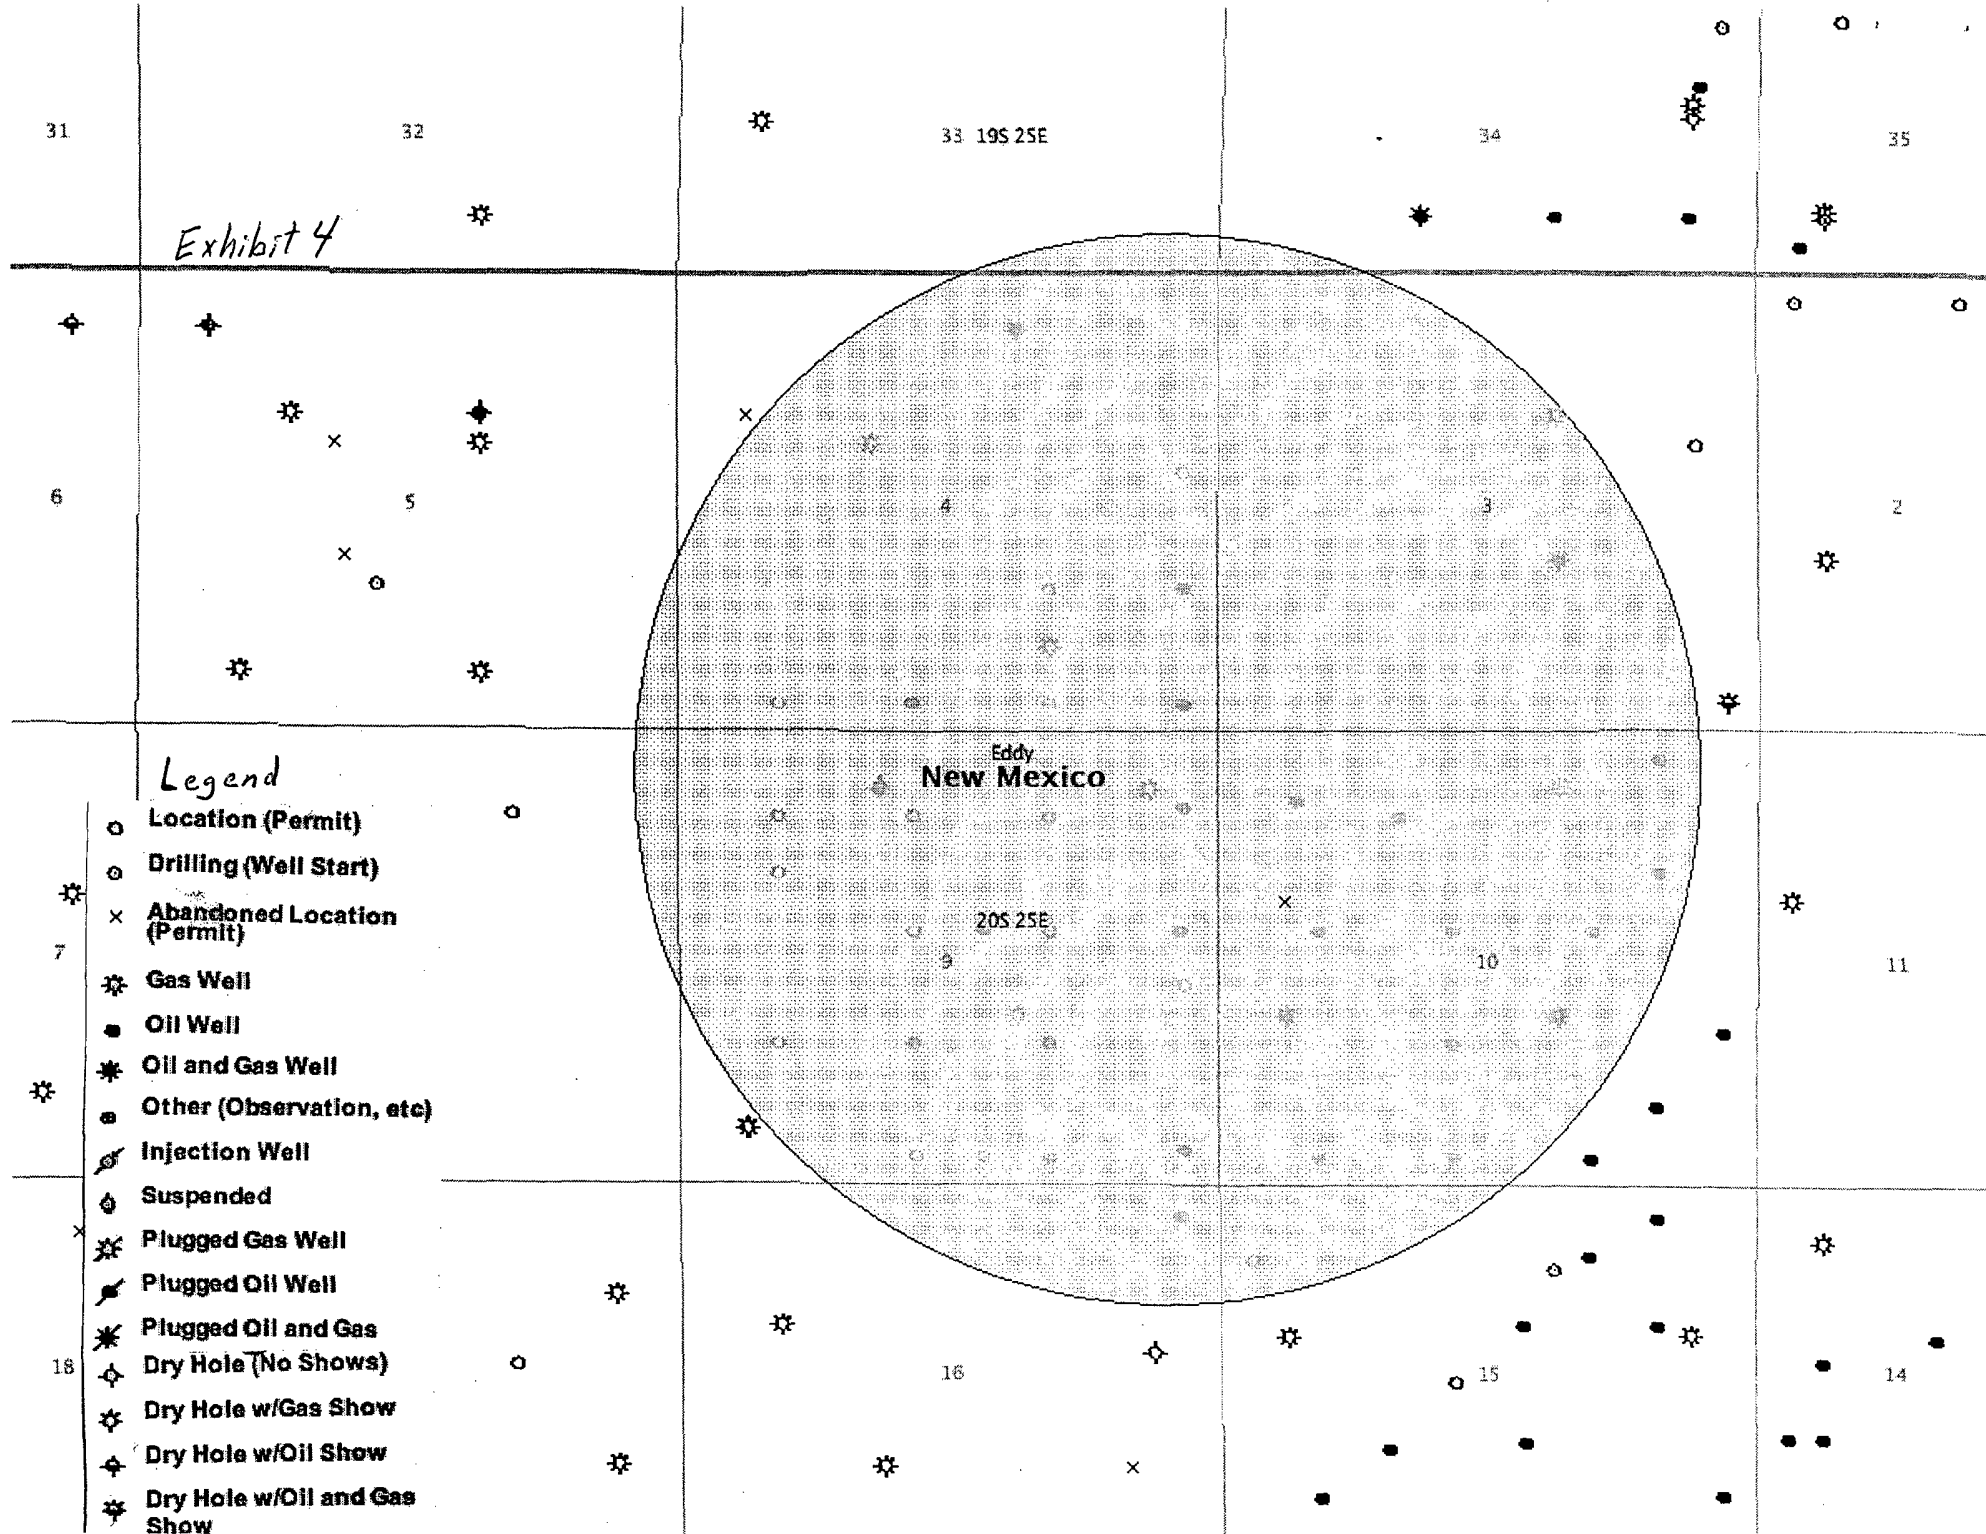 31
32
33 19S 25E
34
35
Exhibit 4
6
5
4
3
2
Eddy
New Mexico
Legend
Location (Permit)
Drilling (Well Start)
Abandoned Location
(Permit)
7
20S 25E
9
10
11
Gas Well
Oil Well
Oil and Gas Well
Other (Observation, etc)
Injection Well
Suspended
Plugged Gas Well
Plugged Oil Well
Plugged Oil and Gas
18
Dry Hole (No Shows)
16
15
14
Dry Hole w/Gas Show
Dry Hole w/Oil Show
Dry Hole w/Oil and Gas
Show